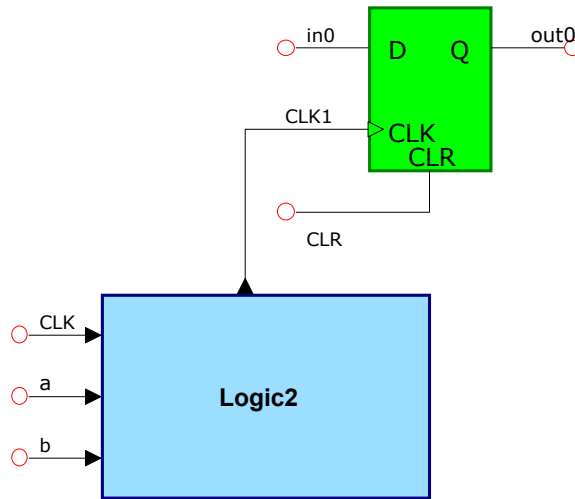 in0
out0
D Q
CLK1
CLK
CLR
CLR
CLK
a
Logic2
b